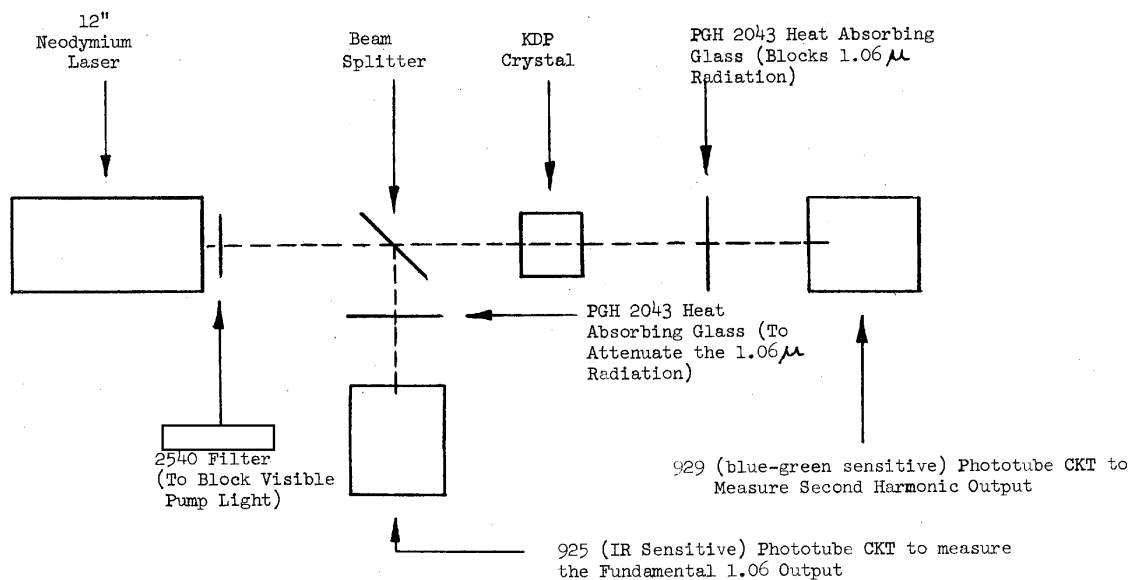 12"
Neodymium
Laser
Beam
Splitter
KDP
Crystal
PGH 2043 Heat Absorbing
Glass (Blocks 1.06 μ
Radiation)
PGH 2043 Heat
Absorbing Glass (To
Attenuate the 1.06 μ
Radiation)
2540 Filter
(To Block Visible
Pump Light)
929 (blue-green sensitive) Phototube CKT to
Measure Second Harmonic Output
925 (IR Sensitive) Phototube CKT to measure
the Fundamental 1.06 Output